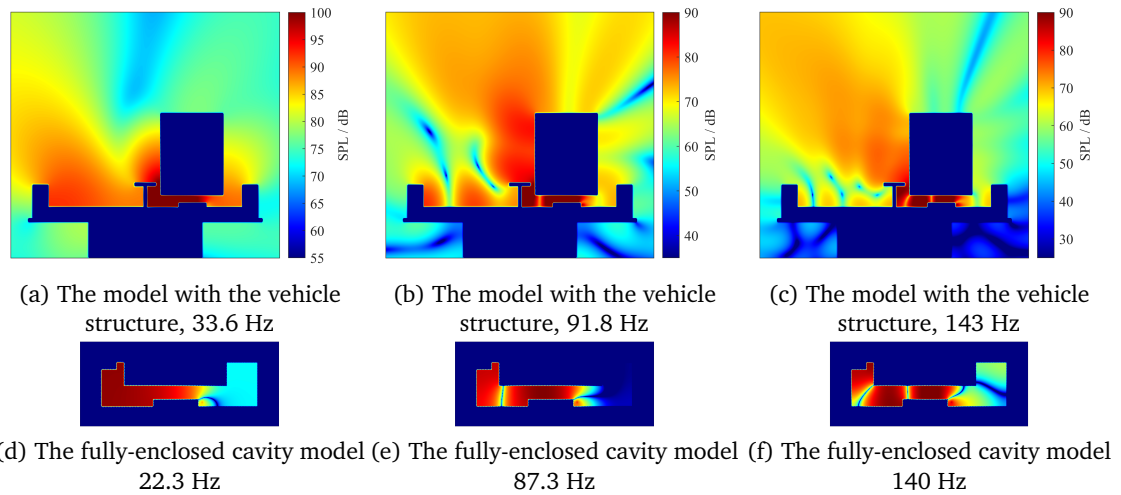 100
95
90
85
80
75
70
65
60
55
SPL / dB
90
80
70
60
50
40
SPL / dB
90
80
70
60
50
40
30
SPL / dB
(a) The model with the vehicle
structure, 33.6 Hz
(b) The model with the vehicle
structure, 91.8 Hz
(c) The model with the vehicle
structure, 143 Hz
(d) The fully-enclosed cavity model
22.3 Hz
(e) The fully-enclosed cavity model
87.3 Hz
(f) The fully-enclosed cavity model
140 Hz